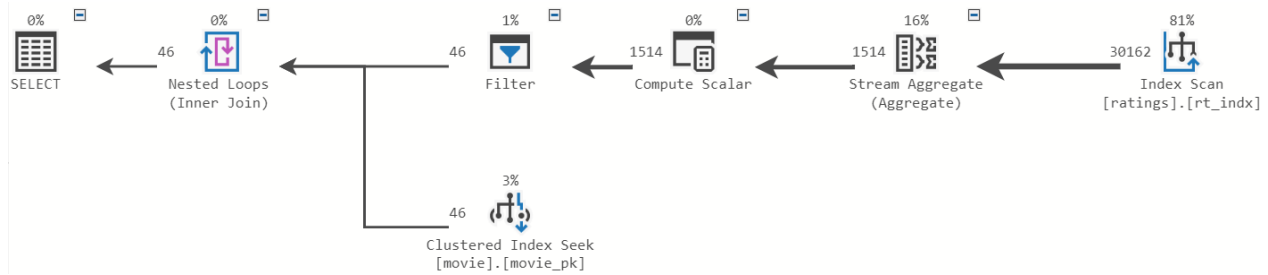 0%
0%
1%
0%
16%
81%
46
46
1514
1514
30162
SELECT
Nested Loops
(Inner Join)
Filter
Compute Scalar
Stream Aggregate
(Aggregate)
Index Scan
[ratings].[rt_indx]
3%
46
Clustered Index Seek
[movie].[movie_pk]